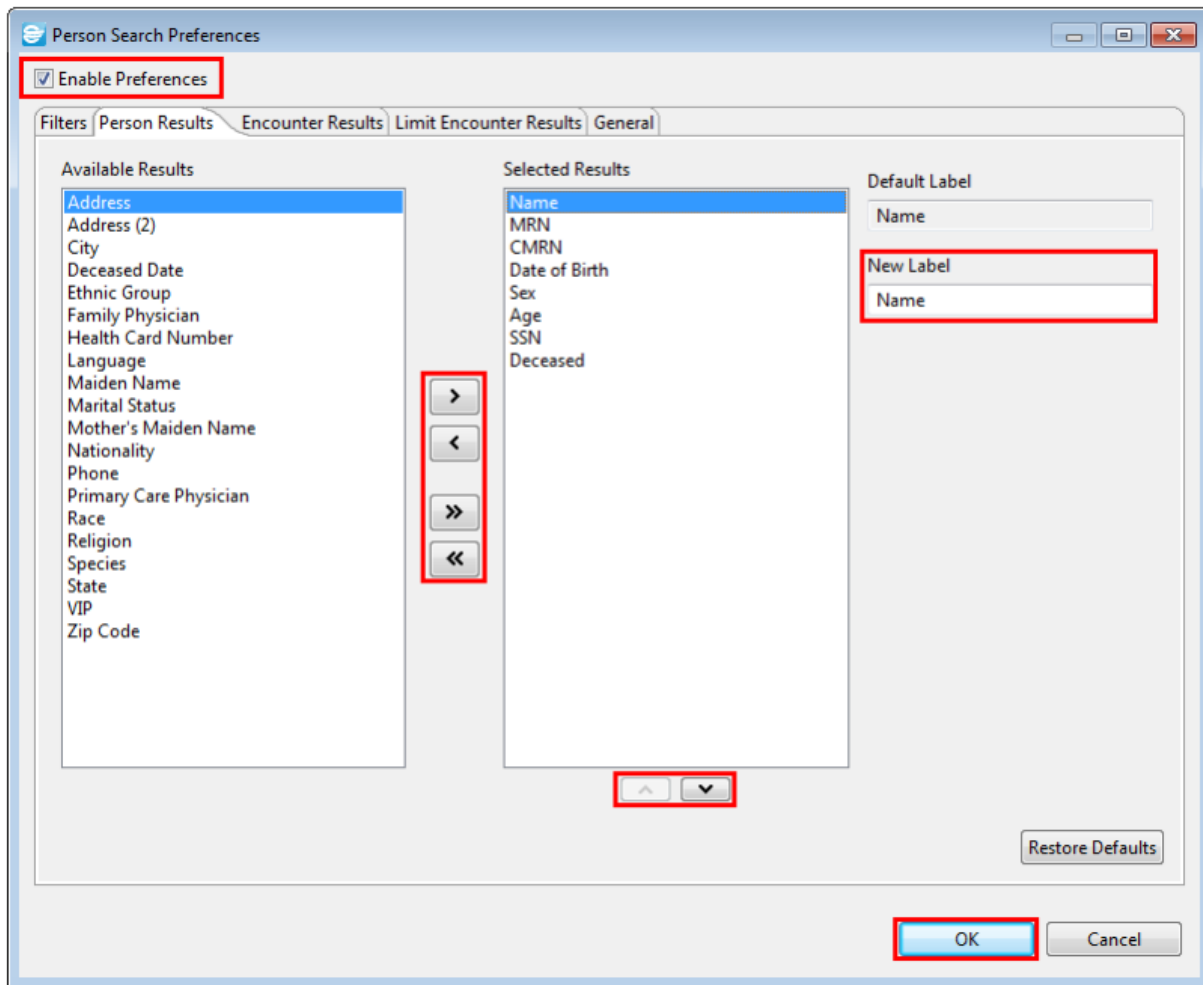 Person Search Preferences
Enable Preferences
Filters Person Results Encounter Results Limit Encounter Results General
Available Results
Address
Address (2)
City
Deceased Date
Ethnic Group
Family Physician
Health Card Number
Language
Maiden Name
Marital Status
Mother's Maiden Name
Nationality
Phone
Primary Care Physician
Race
Religion
Species
State
VIP
Zip Code
Selected Results
Name
MRN
CMRN
Date of Birth
Sex
Age
SSN
Deceased
Default Label
Name
New Label
Name
Restore Defaults
OK Cancel